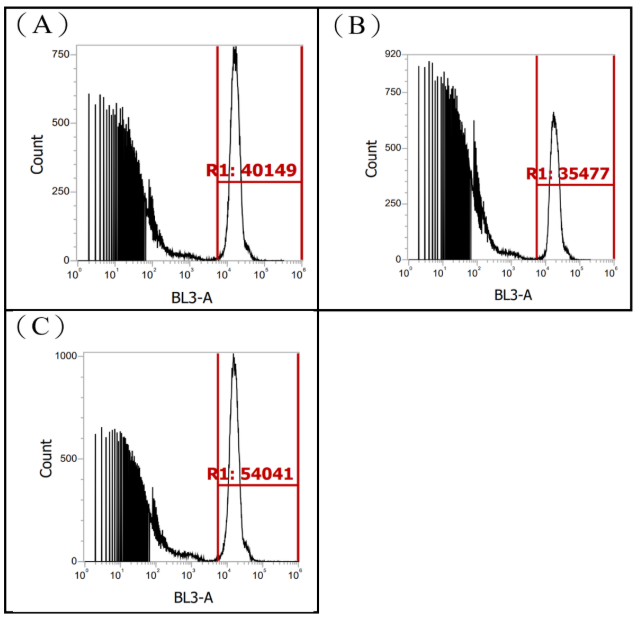 (A)
750
500
250
0
Count
R1: 40149
10⁰ 10¹ 10² 10³ 10⁴ 10⁵ 10⁶
BL3-A
(B)
920
750
500
250
0
Count
R1: 35477
10⁰ 10¹ 10² 10³ 10⁴ 10⁵ 10⁶
BL3-A
(C)
1000
500
0
Count
R1: 54041
10⁰ 10¹ 10² 10³ 10⁴ 10⁵ 10⁶
BL3-A